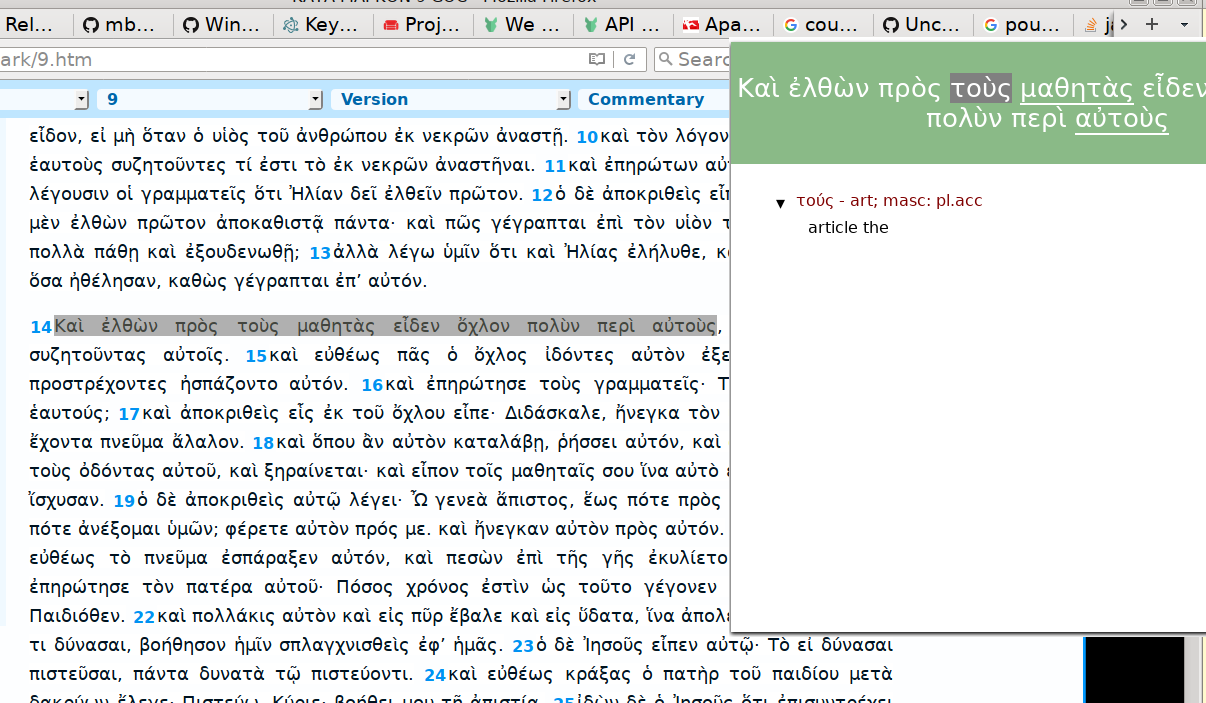 Rel... mb... Win... Key... Proj... We ... API ... Apa... cou... Unc... pou...
ark/9.htm
9 Version Commentary
εἶδον, εἰ μὴ ὅταν ὁ υἱὸς τοῦ ἀνθρώπου ἐκ νεκρῶν ἀναστῇ. 10 καὶ τὸν λόγον
ἑαυτοὺς συζητοῦντες τί ἐστι τὸ ἐκ νεκρῶν ἀναστῆναι. 11 καὶ ἐπηρώτων
λέγουσιν οἱ γραμματεῖς ὅτι Ἠλίαν δεῖ ἐλθεῖν πρῶτον. 12 ὁ δὲ ἀποκριθεὶς
μὲν ἐλθὼν πρῶτον ἀποκαθιστᾷ πάντα· καὶ πῶς γέγραπται ἐπὶ τὸν υἱὸν
πολλὰ πάθῃ καὶ ἐξουδενωθῇ; 13 ἀλλὰ λέγω ὑμῖν ὅτι καὶ Ἠλίας ἐλήλυθε,
ὅσα ἠθέλησαν, καθὼς γέγραπται ἐπ’ αὐτόν.
14 Καὶ ἐλθὼν πρὸς τοὺς μαθητὰς εἶδεν ὄχλον πολὺν περὶ αὐτοὺς,
συζητοῦντας αὐτοῖς. 15 καὶ εὐθέως πᾶς ὁ ὄχλος ἰδόντες αὐτὸν
προστρέχοντες ἠσπάζοντο αὐτόν. 16 καὶ ἐπηρώτησε τοὺς γραμματεῖς·
ἑαυτούς; 17 καὶ ἀποκριθεὶς εἷς ἐκ τοῦ ὄχλου εἶπε· Διδάσκαλε, ἤνεγκα τὸν
ἔχοντα πνεῦμα ἄλαλον. 18 καὶ ὅπου ἂν αὐτὸν καταλάβῃ, ῥήσσει αὐτόν, καὶ
τοὺς ὀδόντας αὐτοῦ, καὶ ξηραίνεται· καὶ εἶπον τοῖς μαθηταῖς σου ἵνα αὐτὸ
ἴσχυσαν. 19 ὁ δὲ ἀποκριθεὶς αὐτῷ λέγει· Ὦ γενεὰ ἄπιστος, ἕως πότε πρὸς
πότε ἀνέξομαι ὑμῶν; φέρετε αὐτὸν πρός με. καὶ ἤνεγκαν αὐτὸν πρὸς αὐτόν.
εὐθέως τὸ πνεῦμα ἐσπάραξεν αὐτόν, καὶ πεσὼν ἐπὶ τῆς γῆς ἐκυλίετο
ἐπηρώτησε τὸν πατέρα αὐτοῦ· Πόσος χρόνος ἐστὶν ὡς τοῦτο γέγονεν
Παιδιόθεν. 22 καὶ πολλάκις αὐτὸν καὶ εἰς πῦρ ἔβαλε καὶ εἰς ὕδατα, ἵνα
τι δύνασαι, βοήθησον ἡμῖν σπλαγχνισθεὶς ἐφ’ ἡμᾶς. 23 ὁ δὲ Ἰησοῦς εἶπεν αὐτῷ· Τὸ εἰ δύνασαι
πιστεῦσαι, πάντα δυνατὰ τῷ πιστεύοντι. 24 καὶ εὐθέως κράξας ὁ πατὴρ τοῦ παιδίου μετὰ
Καὶ ἐλθὼν πρὸς τοὺς μαθητὰς εἶδεν
πολὺν περὶ αὐτοὺς
τούς - art; masc: pl.acc
article the